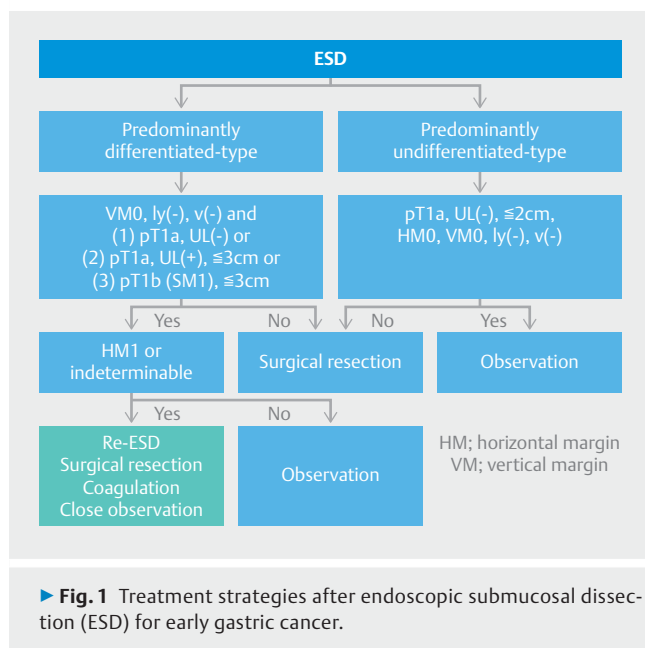 ESD
Predominantly
differentiated-type
Predominantly
undifferentiated-type
VM0, ly(-), v(-) and
(1) pT1a, UL(-) or
(2) pT1a, UL(+), ≦3cm or
(3) pT1b (SM1), ≦3cm
pT1a, UL(-), ≦2cm,
HM0, VM0, ly(-), v(-)
Yes
No
No
Yes
HM1 or
indeterminable
Surgical resection
Observation
Yes
No
Re-ESD
Surgical resection
Coagulation
Close observation
Observation
HM; horizontal margin
VM; vertical margin
▶ Fig. 1 Treatment strategies after endoscopic submucosal dissec-
tion (ESD) for early gastric cancer.